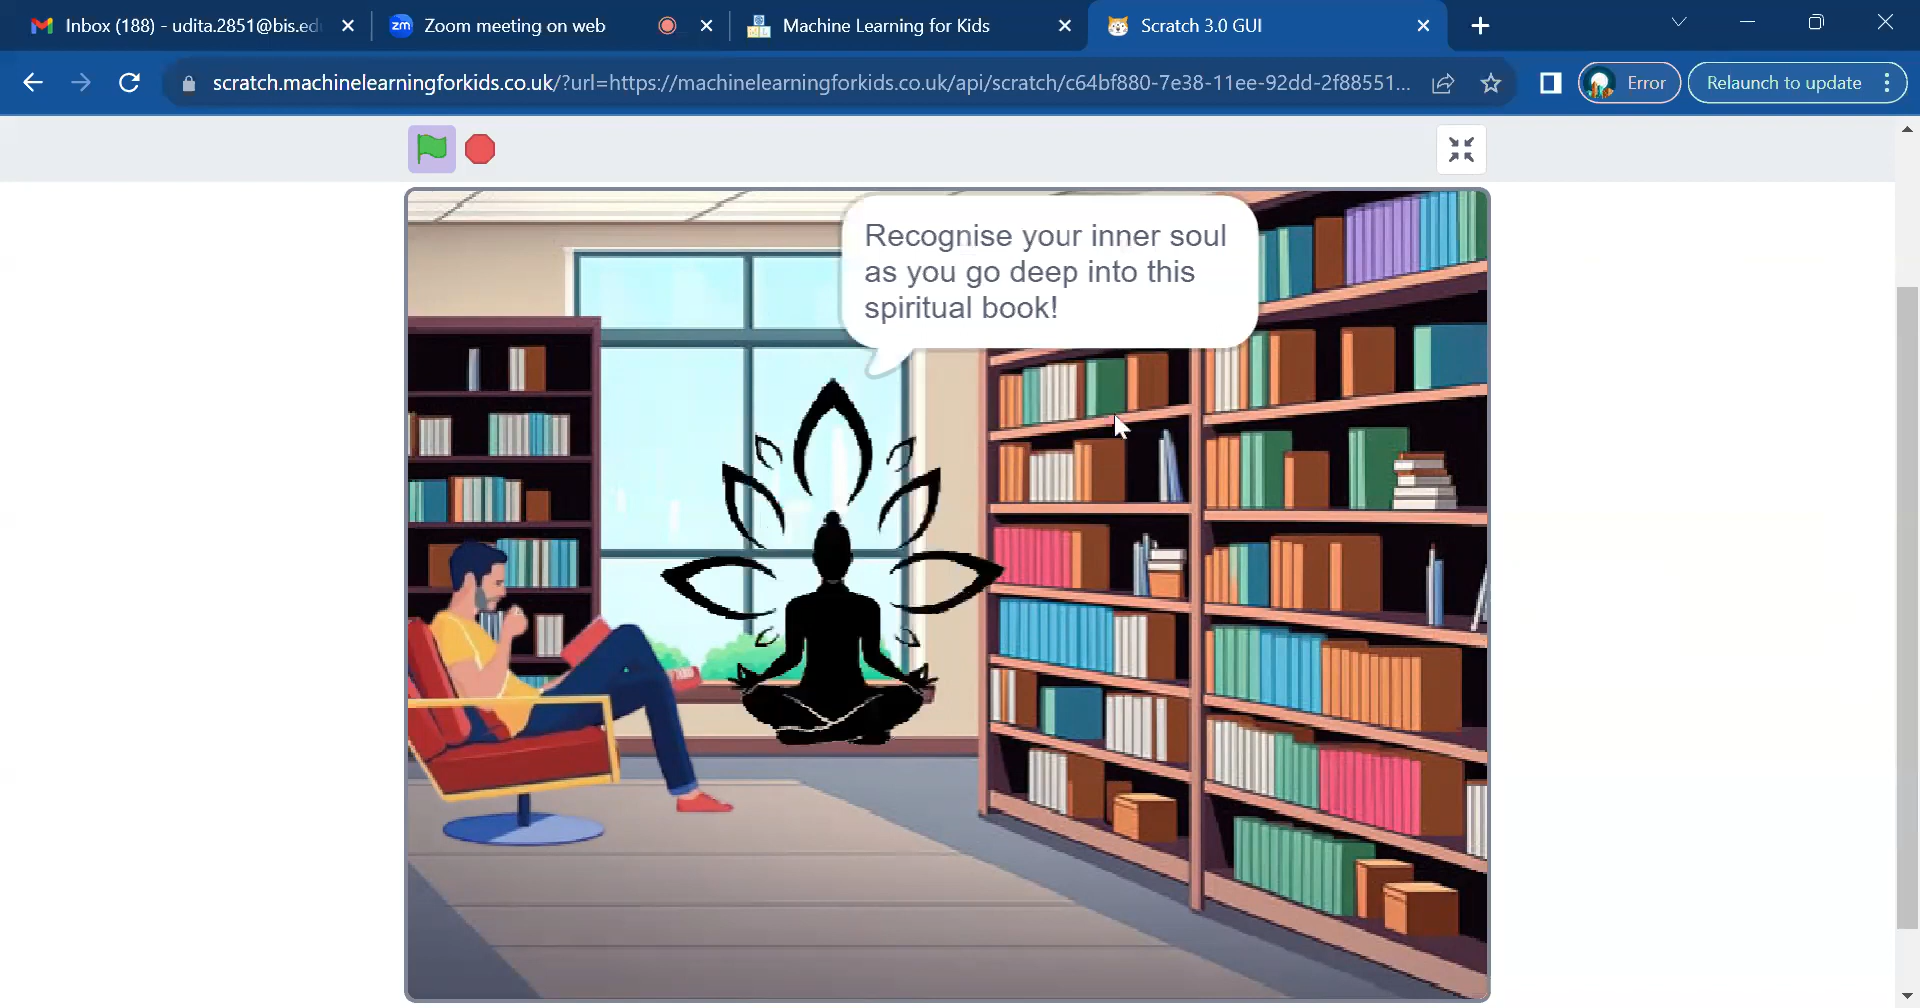 Inbox (188) - udita.2851@bis.ed
Zoom meeting on web
Machine Learning for Kids
Scratch 3.0 GUI
scratch.machinelearningforkids.co.uk/?url=https://machinelearningforkids.co.uk/api/scratch/c64bf880-7e38-11ee-92dd-2f88551...
Error
Relaunch to update
zm
Recognise your inner soul
as you go deep into this
spiritual book!